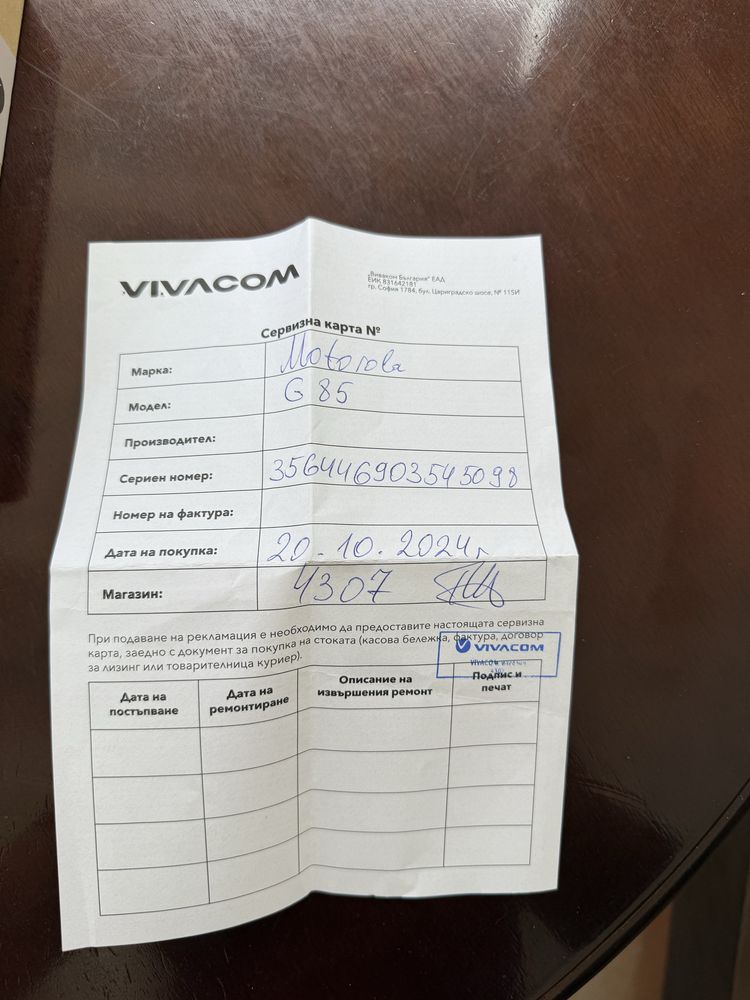 VIVACOM
„Виваком България“ ЕАД
ЕИК 831642181
гр. София 1784, бул. Цариградско шосе, № 115И
Сервизна карта №
Марка: Motorola
Модел: G 85
Производител:
Сериен номер: 356446903545098
Номер на фактура:
Дата на покупка: 20.10.2024г
Магазин: 4307
При подаване на рекламация е необходимо да предоставите настоящата сервизна
карта, заедно с документ за покупка на стоката (касова бележка, фактура, договор
за лизинг или товарителница куриер).
VIVACOM
VIVACOM
Дата на постъпване Дата на ремонтиране Описание на извършения ремонт Подпис и печат